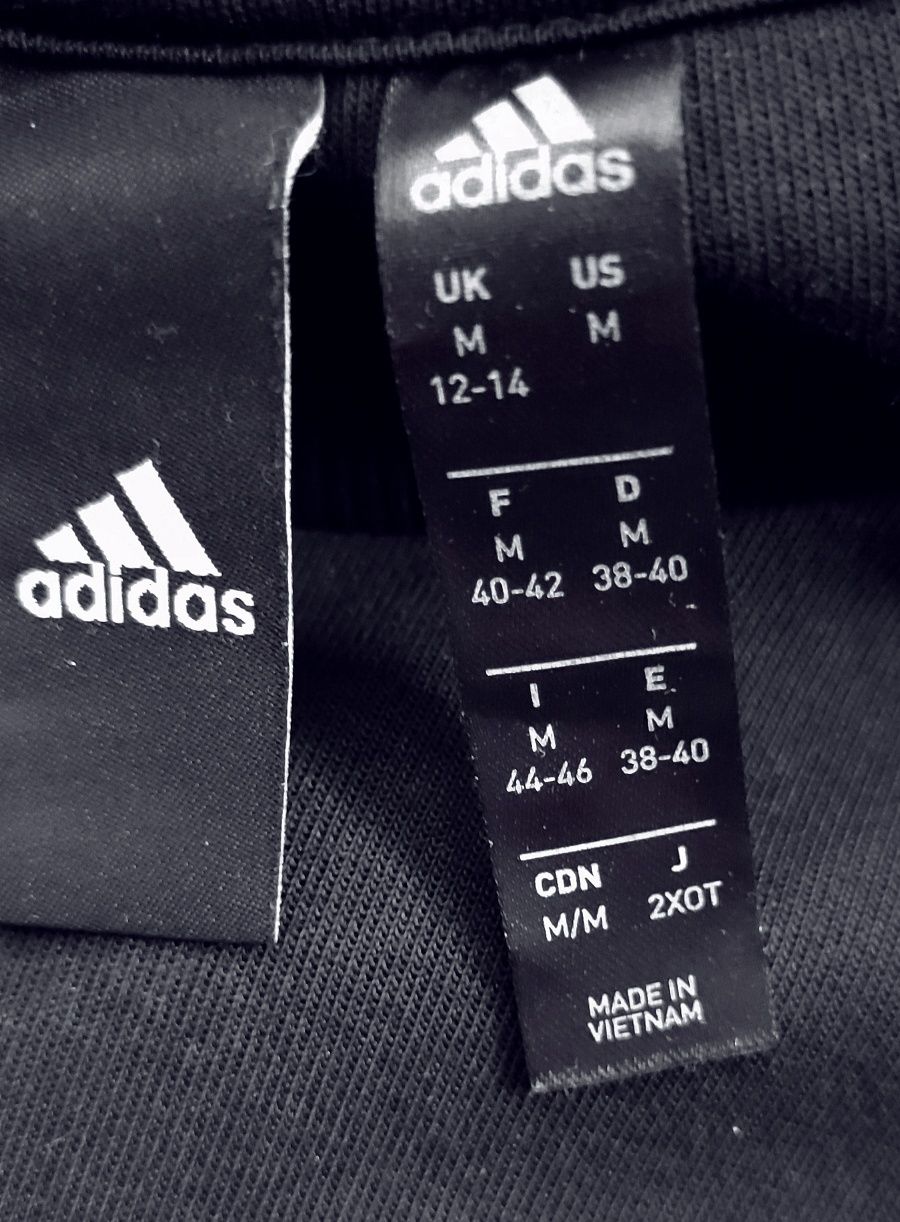 adidas
adidas
UK US
M M
12-14
F D
M M
40-42 38-40
I E
M M
44-46 38-40
CDN J
M/M 2XOT
MADE IN
VIETNAM